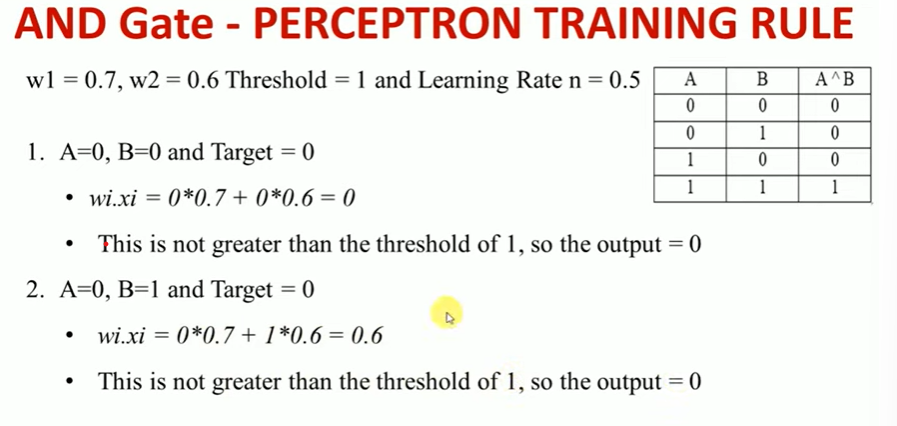 AND Gate - PERCEPTRON TRAINING RULE
w1 = 0.7, w2 = 0.6 Threshold = 1 and Learning Rate n = 0.5
A B A^B
0 0 0
0 1 0
1 0 0
1 1 1
1. A=0, B=0 and Target = 0
• wi.xi = 0*0.7 + 0*0.6 = 0
• This is not greater than the threshold of 1, so the output = 0
2. A=0, B=1 and Target = 0
• wi.xi = 0*0.7 + 1*0.6 = 0.6
• This is not greater than the threshold of 1, so the output = 0